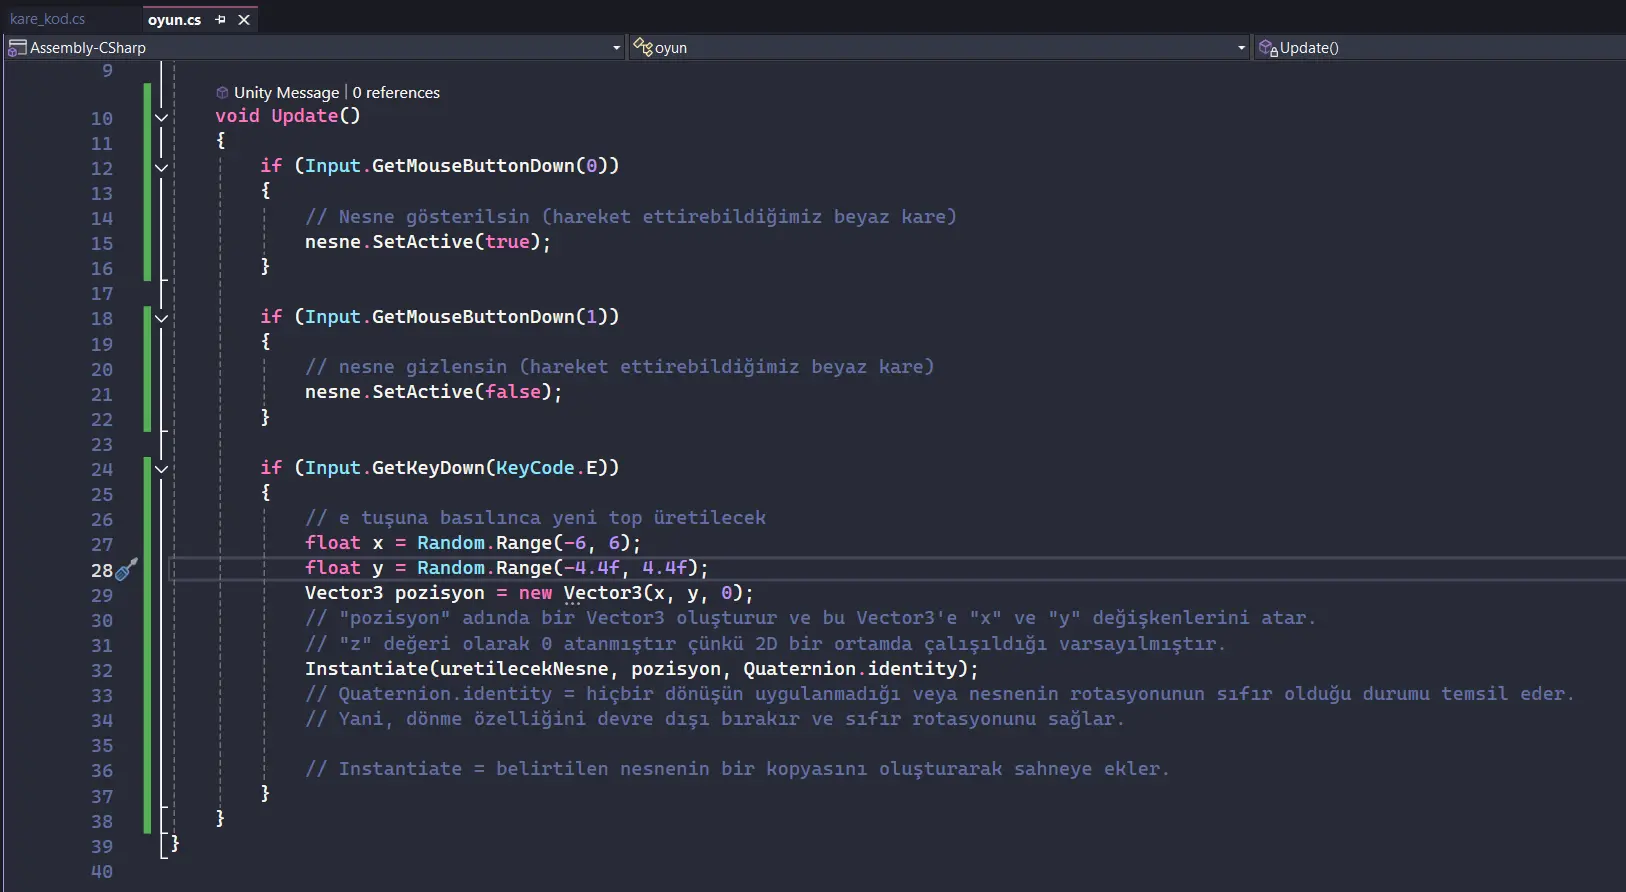 kare_kod.cs oyun.cs
Assembly-CSharp oyun Update()
9
Unity Message | 0 references
10 void Update()
11 {
12 if (Input.GetMouseButtonDown(0))
13 {
14 // Nesne gösterilsin (hareket ettirebildiğimiz beyaz kare)
15 nesne.SetActive(true);
16 }
17
18 if (Input.GetMouseButtonDown(1))
19 {
20 // nesne gizlensin (hareket ettirebildiğimiz beyaz kare)
21 nesne.SetActive(false);
22 }
23
24 if (Input.GetKeyDown(KeyCode.E))
25 {
26 // e tuşuna basılınca yeni top üretilecek
27 float x = Random.Range(-6, 6);
28 float y = Random.Range(-4.4f, 4.4f);
29 Vector3 pozisyon = new Vector3(x, y, 0);
30 // "pozisyon" adında bir Vector3 oluşturur ve bu Vector3'e "x" ve "y" değişkenlerini atar.
31 // "z" değeri olarak 0 atanmıştır çünkü 2D bir ortamda çalışıldığı varsayılmıştır.
32 Instantiate(uretilecekNesne, pozisyon, Quaternion.identity);
33 // Quaternion.identity = hiçbir dönüşün uygulanmadığı veya nesnenin rotasyonunun sıfır olduğu durumu temsil eder.
34 // Yani, dönme özelliğini devre dışı bırakır ve sıfır rotasyonunu sağlar.
35
36 // Instantiate = belirtilen nesnenin bir kopyasını oluşturarak sahneye ekler.
37 }
38 }
39 }
40